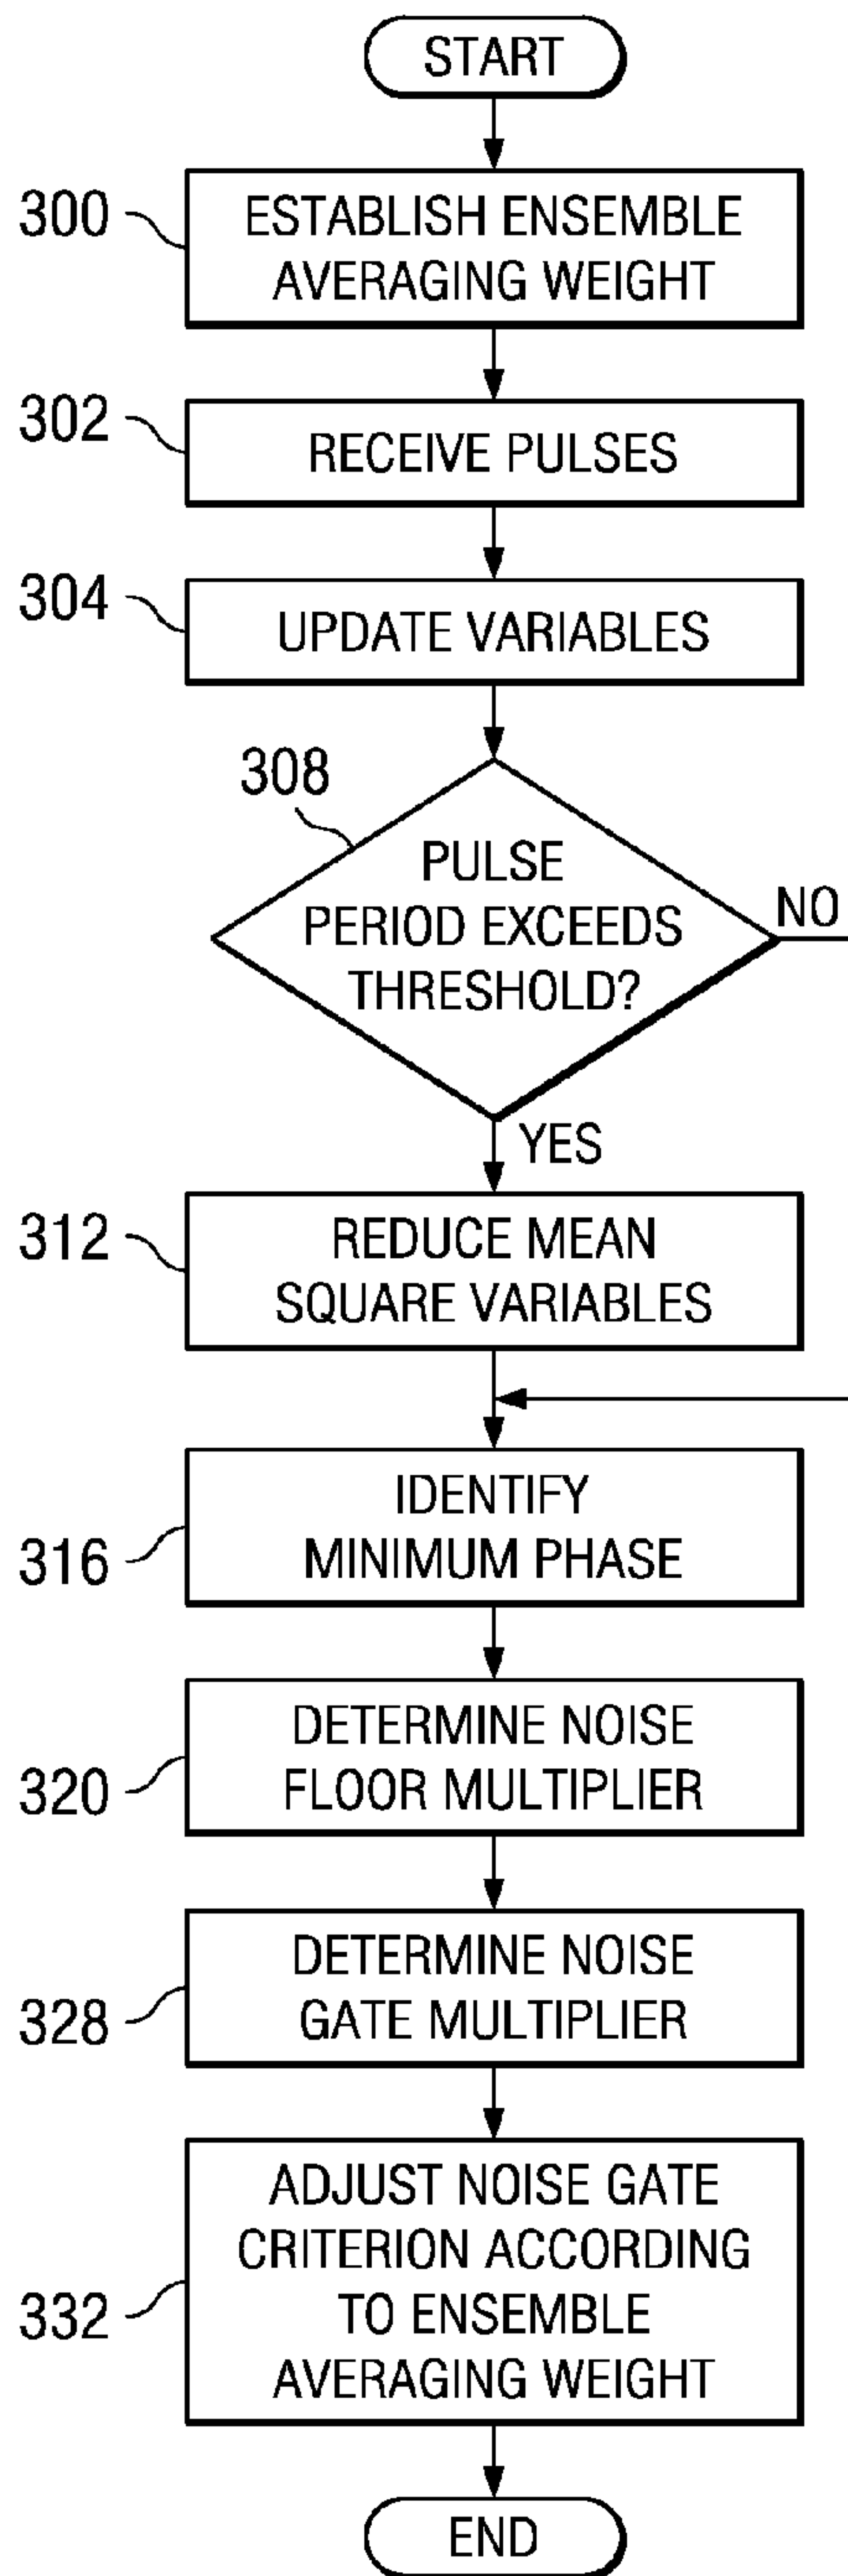 START
300
ESTABLISH ENSEMBLE
AVERAGING WEIGHT
302
RECEIVE PULSES
304
UPDATE VARIABLES
308
PULSE
PERIOD EXCEEDS
THRESHOLD?
NO
YES
312
REDUCE MEAN
SQUARE VARIABLES
316
IDENTIFY
MINIMUM PHASE
320
DETERMINE NOISE
FLOOR MULTIPLIER
328
DETERMINE NOISE
GATE MULTIPLIER
332
ADJUST NOISE GATE
CRITERION ACCORDING
TO ENSEMBLE
AVERAGING WEIGHT
END